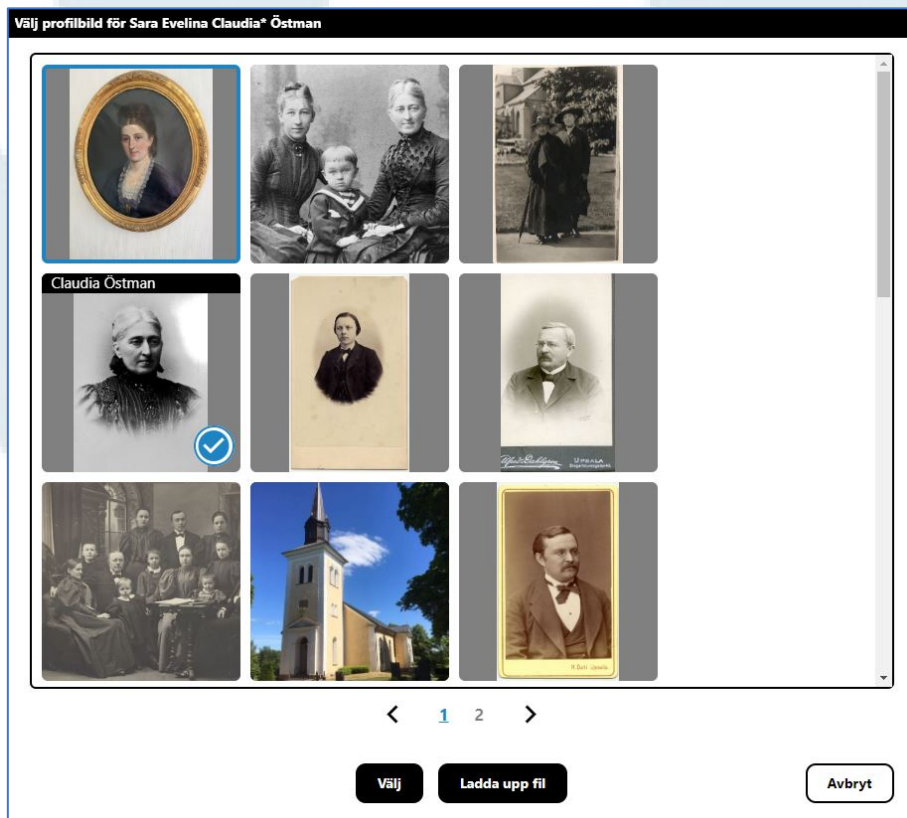 Välj profilbild för Sara Evelina Claudia* Östman
Claudia Östman
UPSALA
1 2
Välj
Ladda upp fil
Avbryt